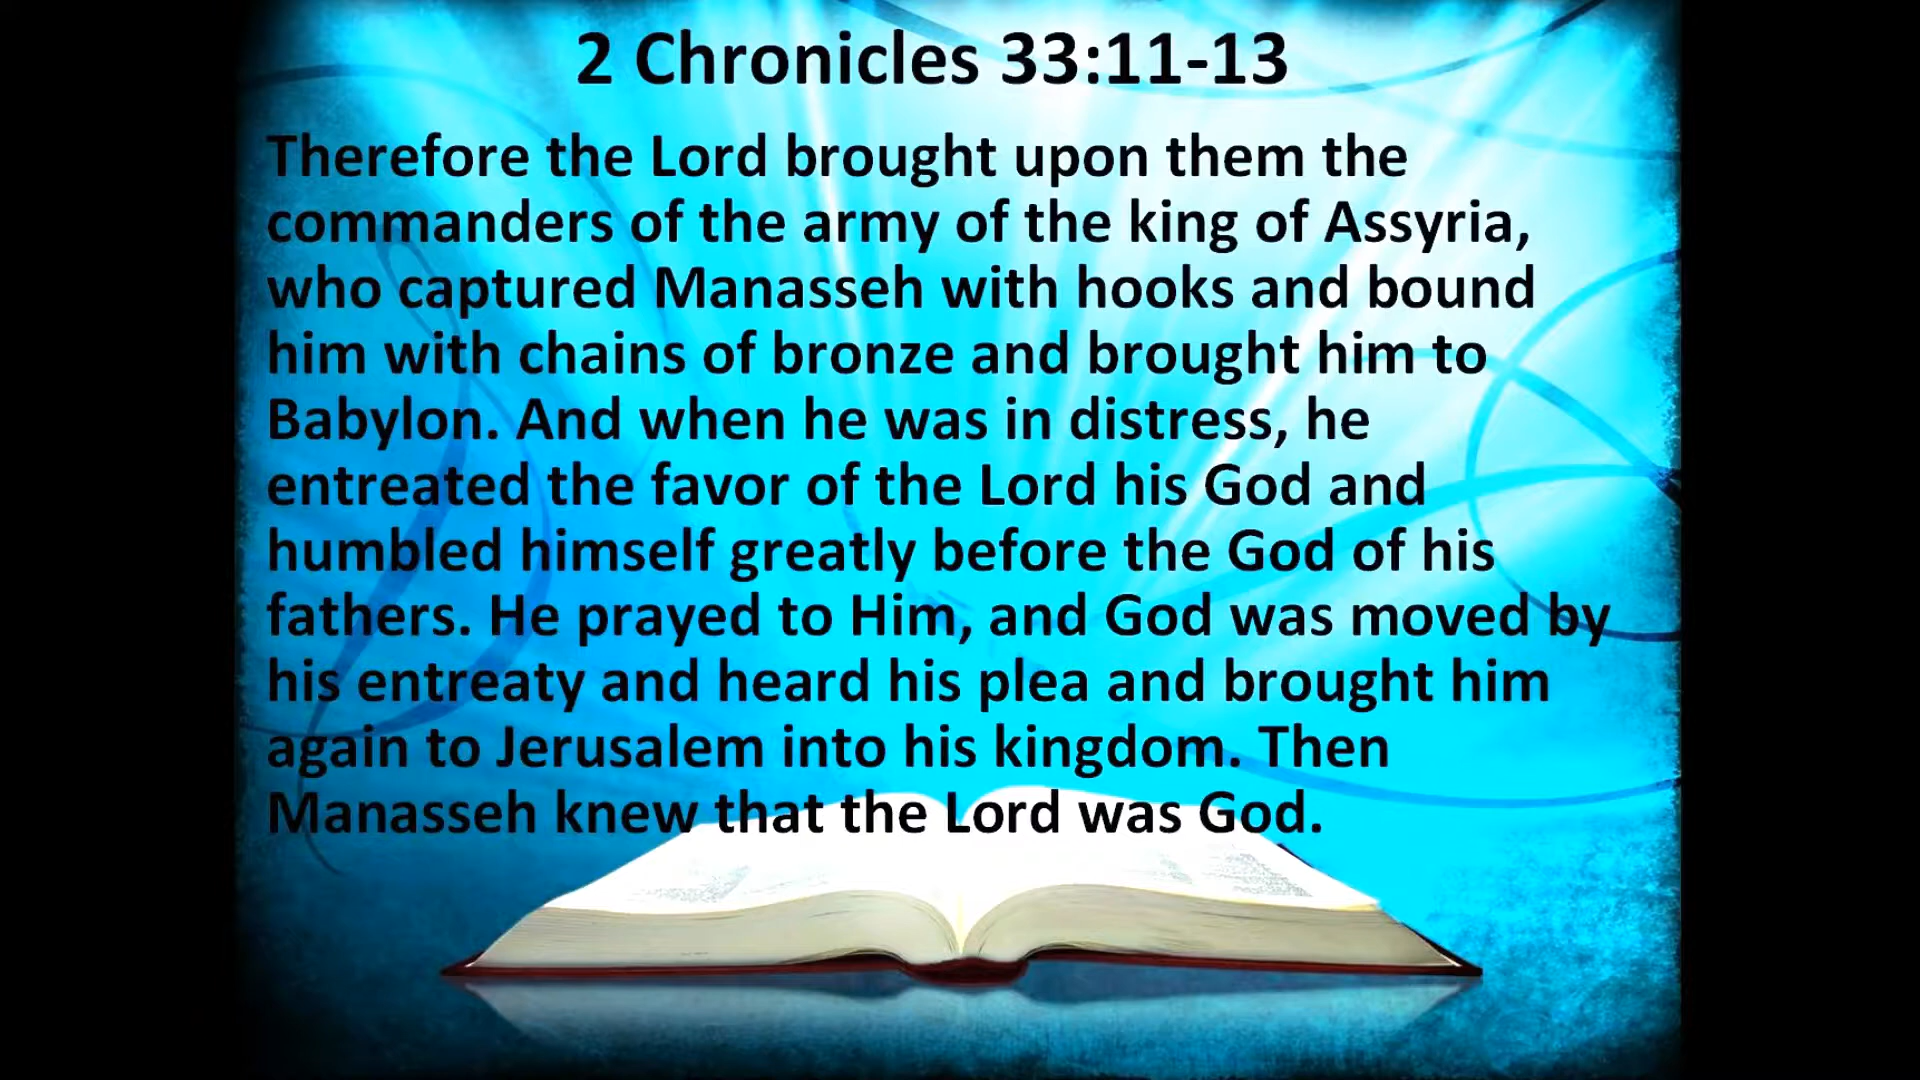 2 Chronicles 33:11-13
Therefore the Lord brought upon them the
commanders of the army of the king of Assyria,
who captured Manasseh with hooks and bound
him with chains of bronze and brought him to
Babylon. And when he was in distress, he
entreated the favor of the Lord his God and
humbled himself greatly before the God of his
fathers. He prayed to Him, and God was moved by
his entreaty and heard his plea and brought him
again to Jerusalem into his kingdom. Then
Manasseh knew that the Lord was God.